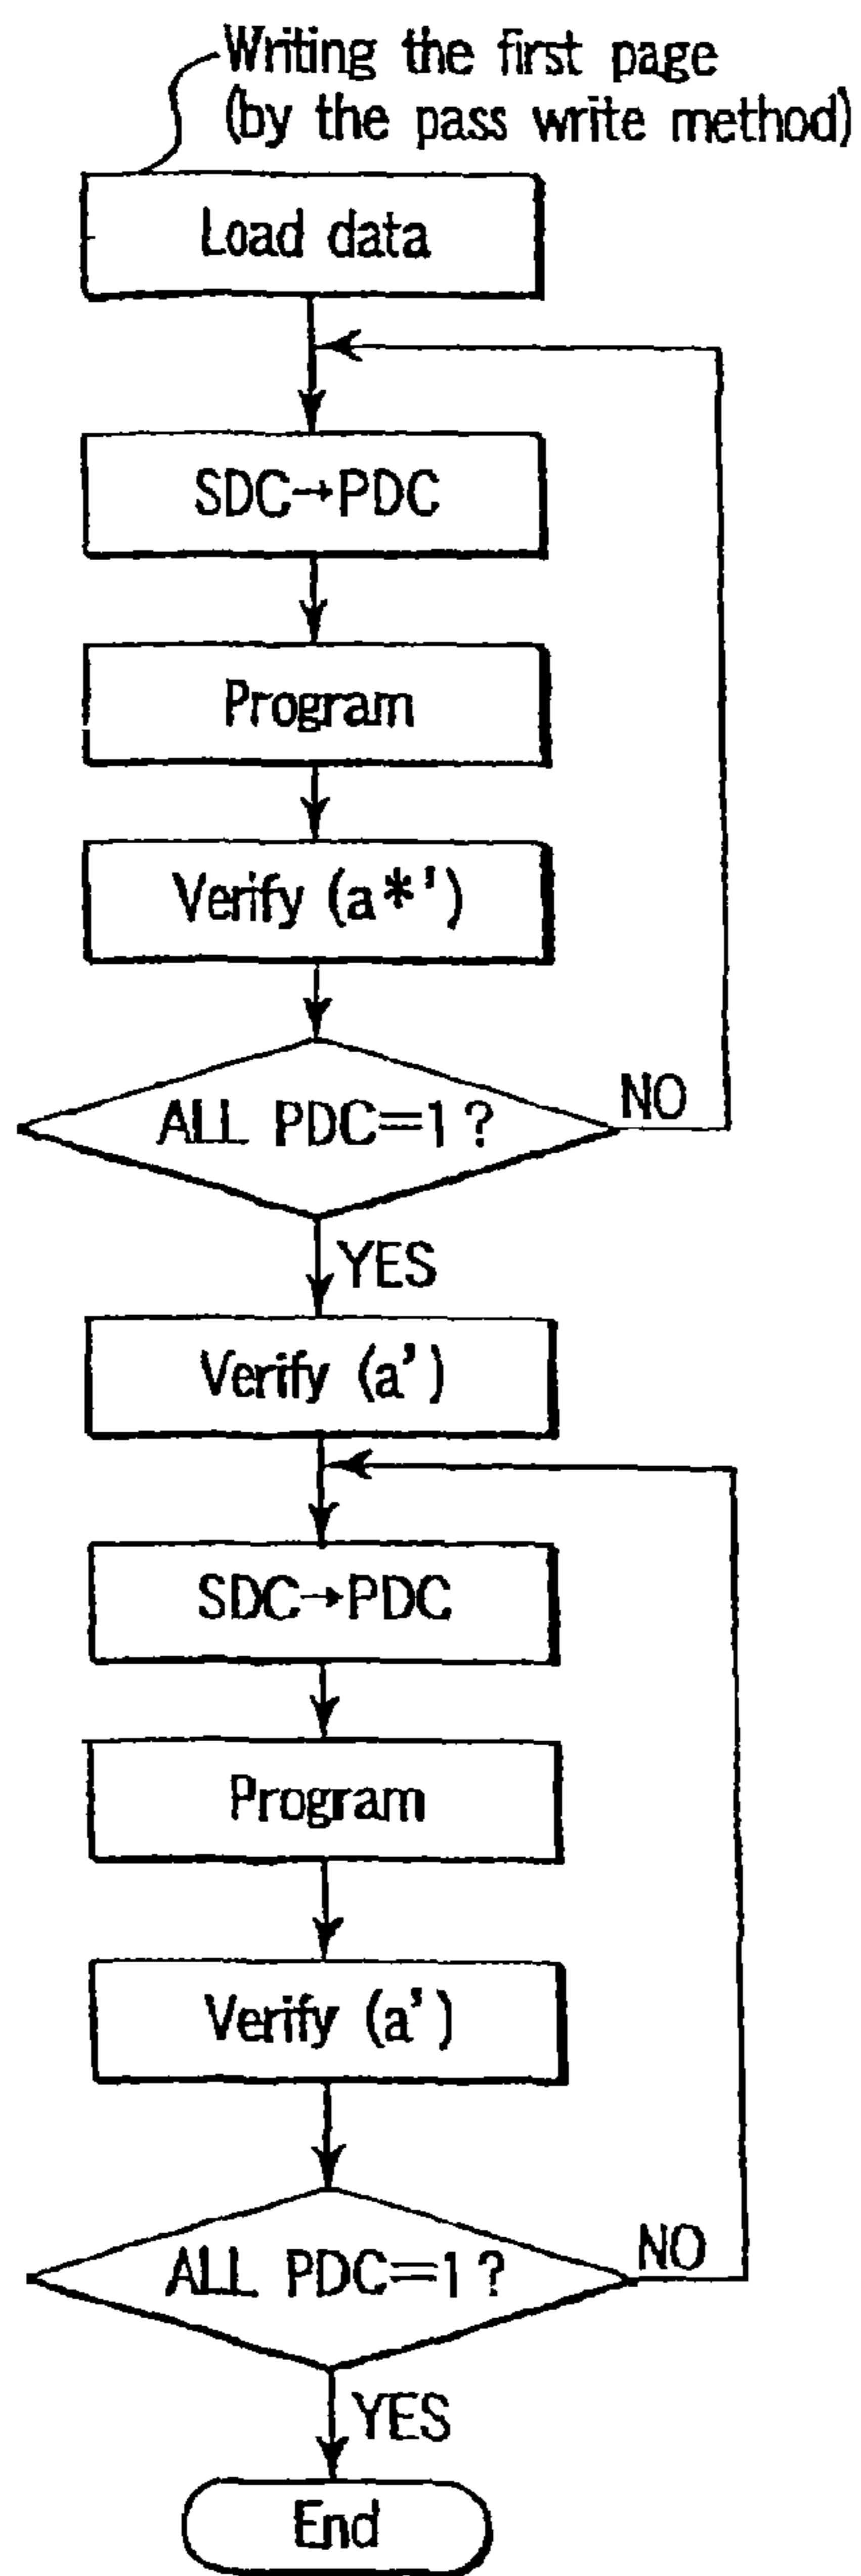 Writing the first page
(by the pass write method)
Load data
SDC→PDC
Program
Verify (a*')
ALL PDC=1?
NO
YES
Verify (a')
SDC→PDC
Program
Verify (a')
ALL PDC=1?
NO
YES
End